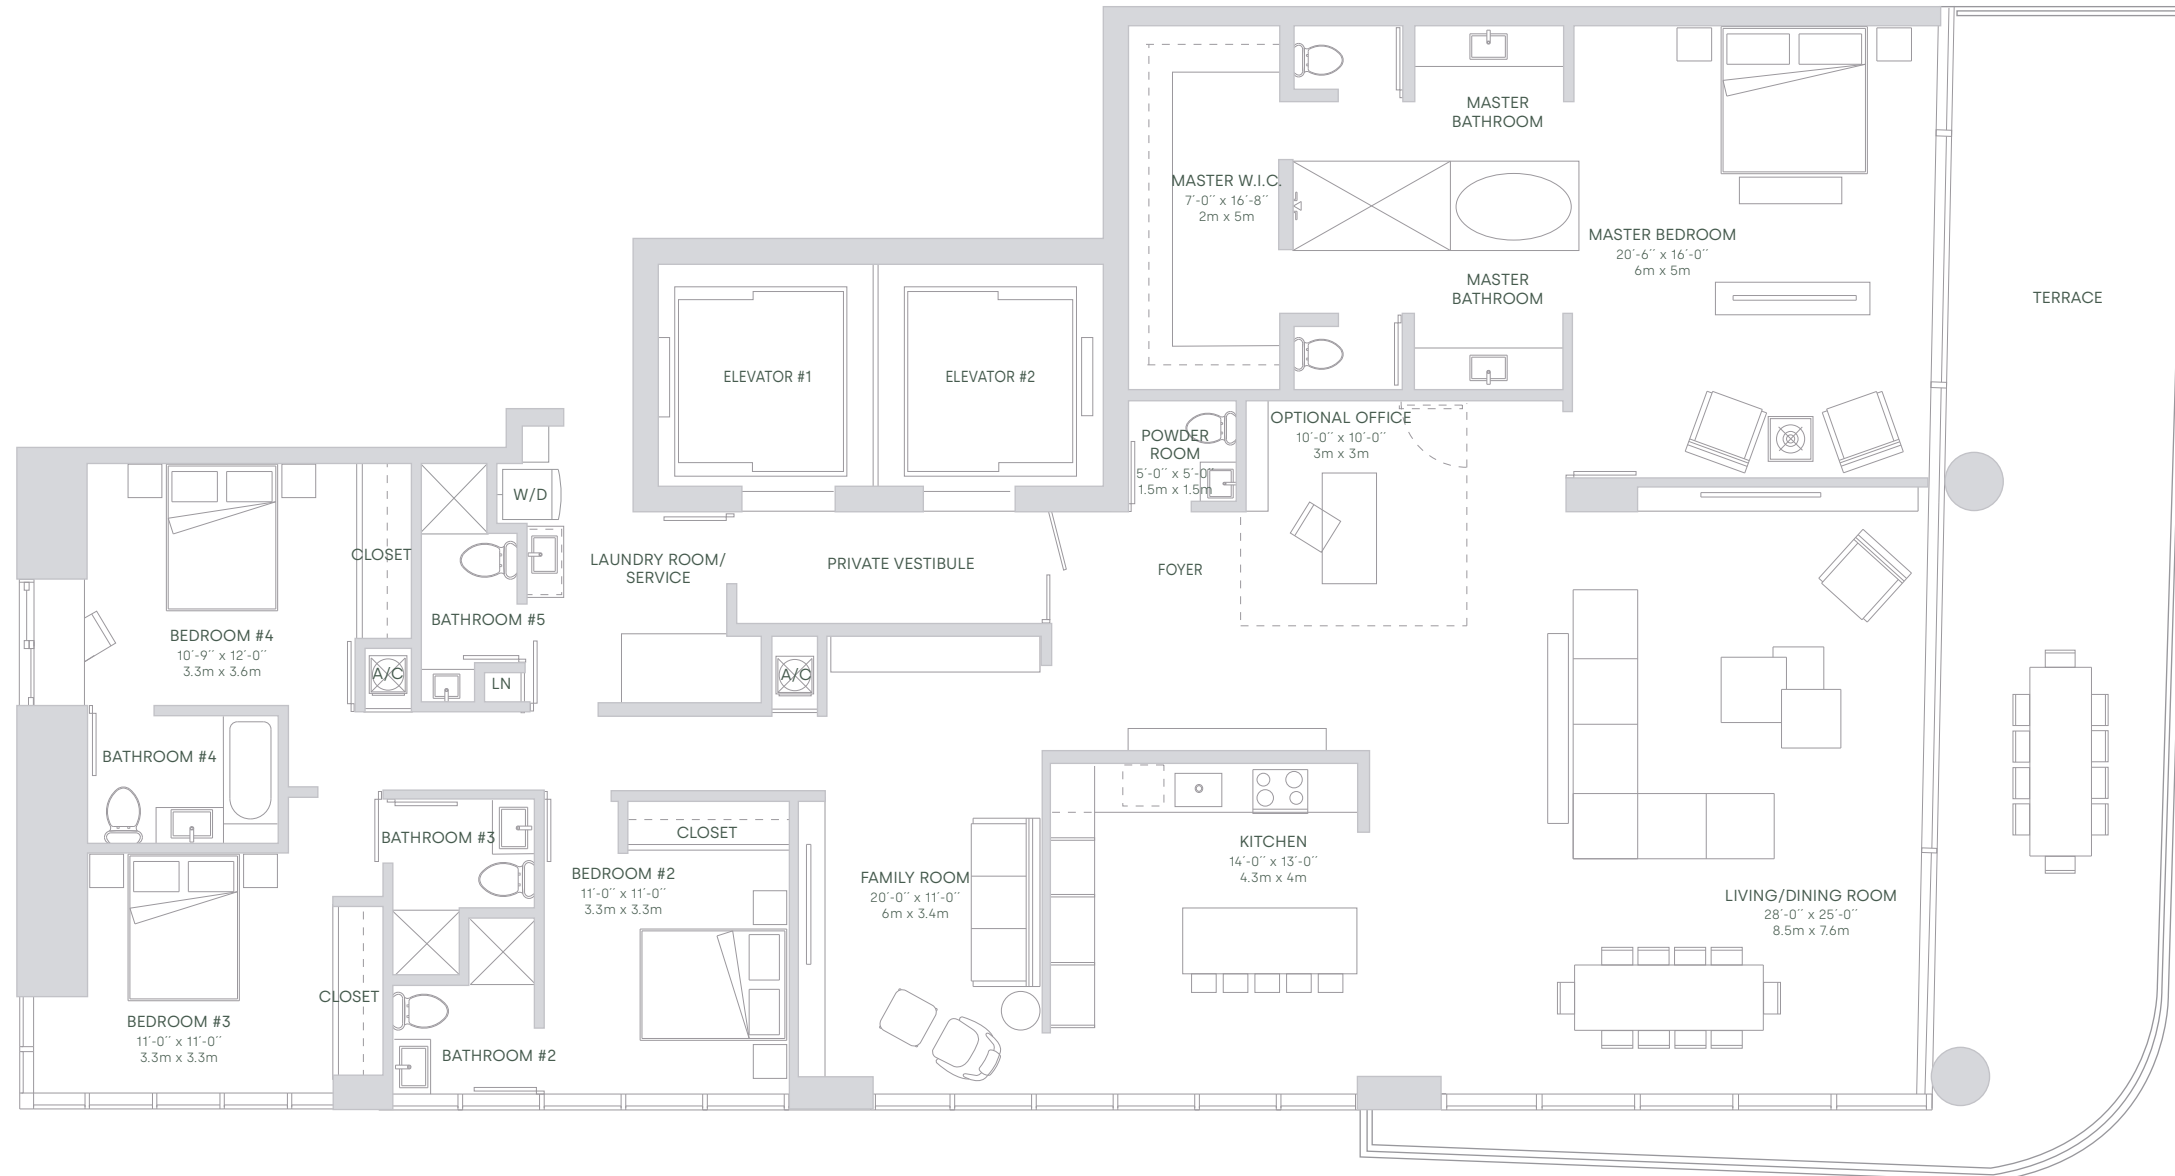 MASTER
BATHROOM
MASTER W.I.C.
7´-0´´ x 16´-8´´
2m x 5m
MASTER BEDROOM
20´-6´´ x 16´-0´´
6m x 5m
MASTER
BATHROOM
TERRACE
ELEVATOR #1
ELEVATOR #2
OPTIONAL OFFICE
10´-0´´ x 10´-0´´
3m x 3m
POWDER
ROOM
5´-0´´ x 5´-0´´
1.5m x 1.5m
W/D
CLOSET
LAUNDRY ROOM/
SERVICE
PRIVATE VESTIBULE
FOYER
BATHROOM #5
BEDROOM #4
10´-9´´ x 12´-0´´
3.3m x 3.6m
A/C
LN
A/C
BATHROOM #4
BATHROOM #3
CLOSET
KITCHEN
14´-0´´ x 13´-0´´
4.3m x 4m
BEDROOM #2
11´-0´´ x 11´-0´´
3.3m x 3.3m
FAMILY ROOM
20´-0´´ x 11´-0´´
6m x 3.4m
LIVING/DINING ROOM
28´-0´´ x 25´-0´´
8.5m x 7.6m
CLOSET
BEDROOM #3
11´-0´´ x 11´-0´´
3.3m x 3.3m
BATHROOM #2